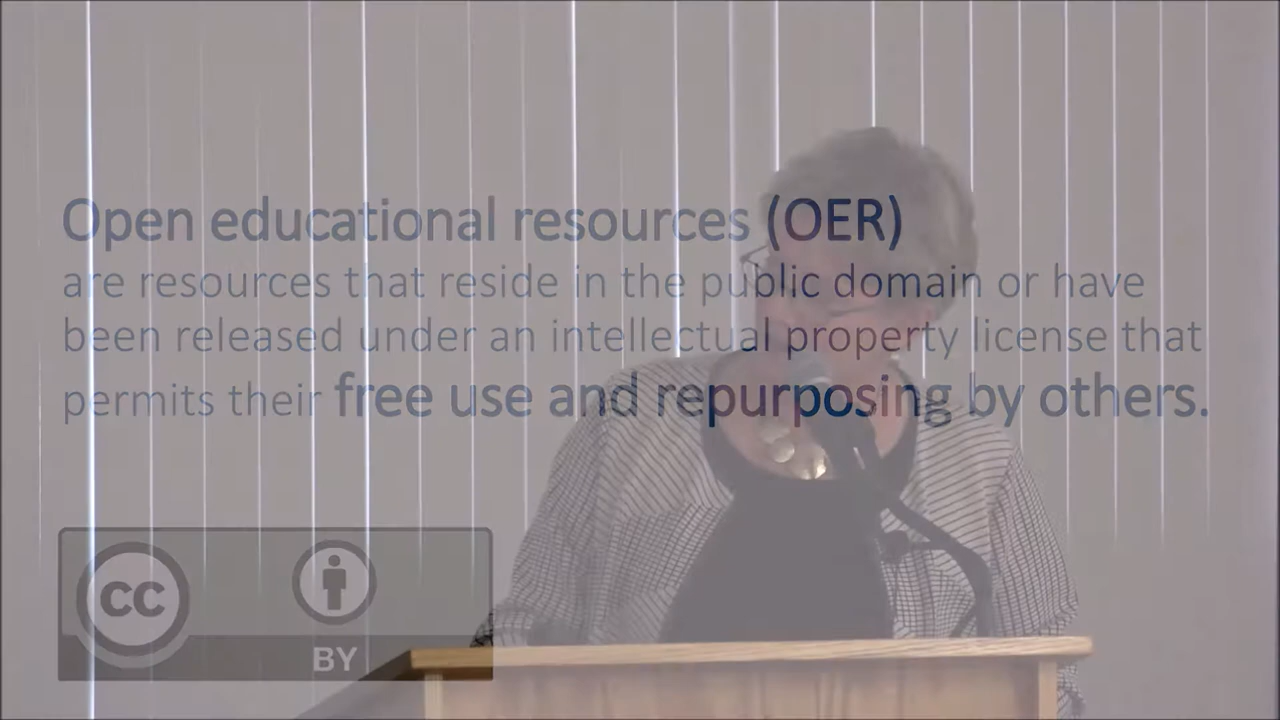 Open educational resources (OER)
are resources that reside in the public domain or have
been released under an intellectual property license that
permits their free use and repurposing by others.
CC
BY